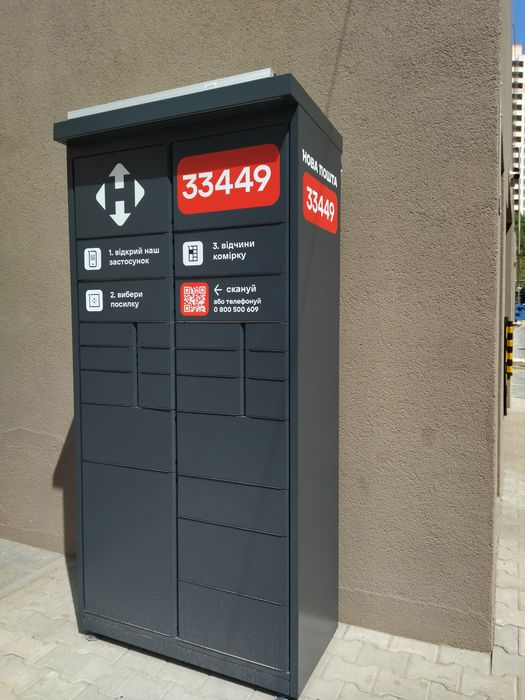 33449
НОВА ПОШТА
33449
1. відкрий наш
застосунок
3. відчини
комірку
2. вибери
посилку
← скануй
або телефонуй
0 800 500 609